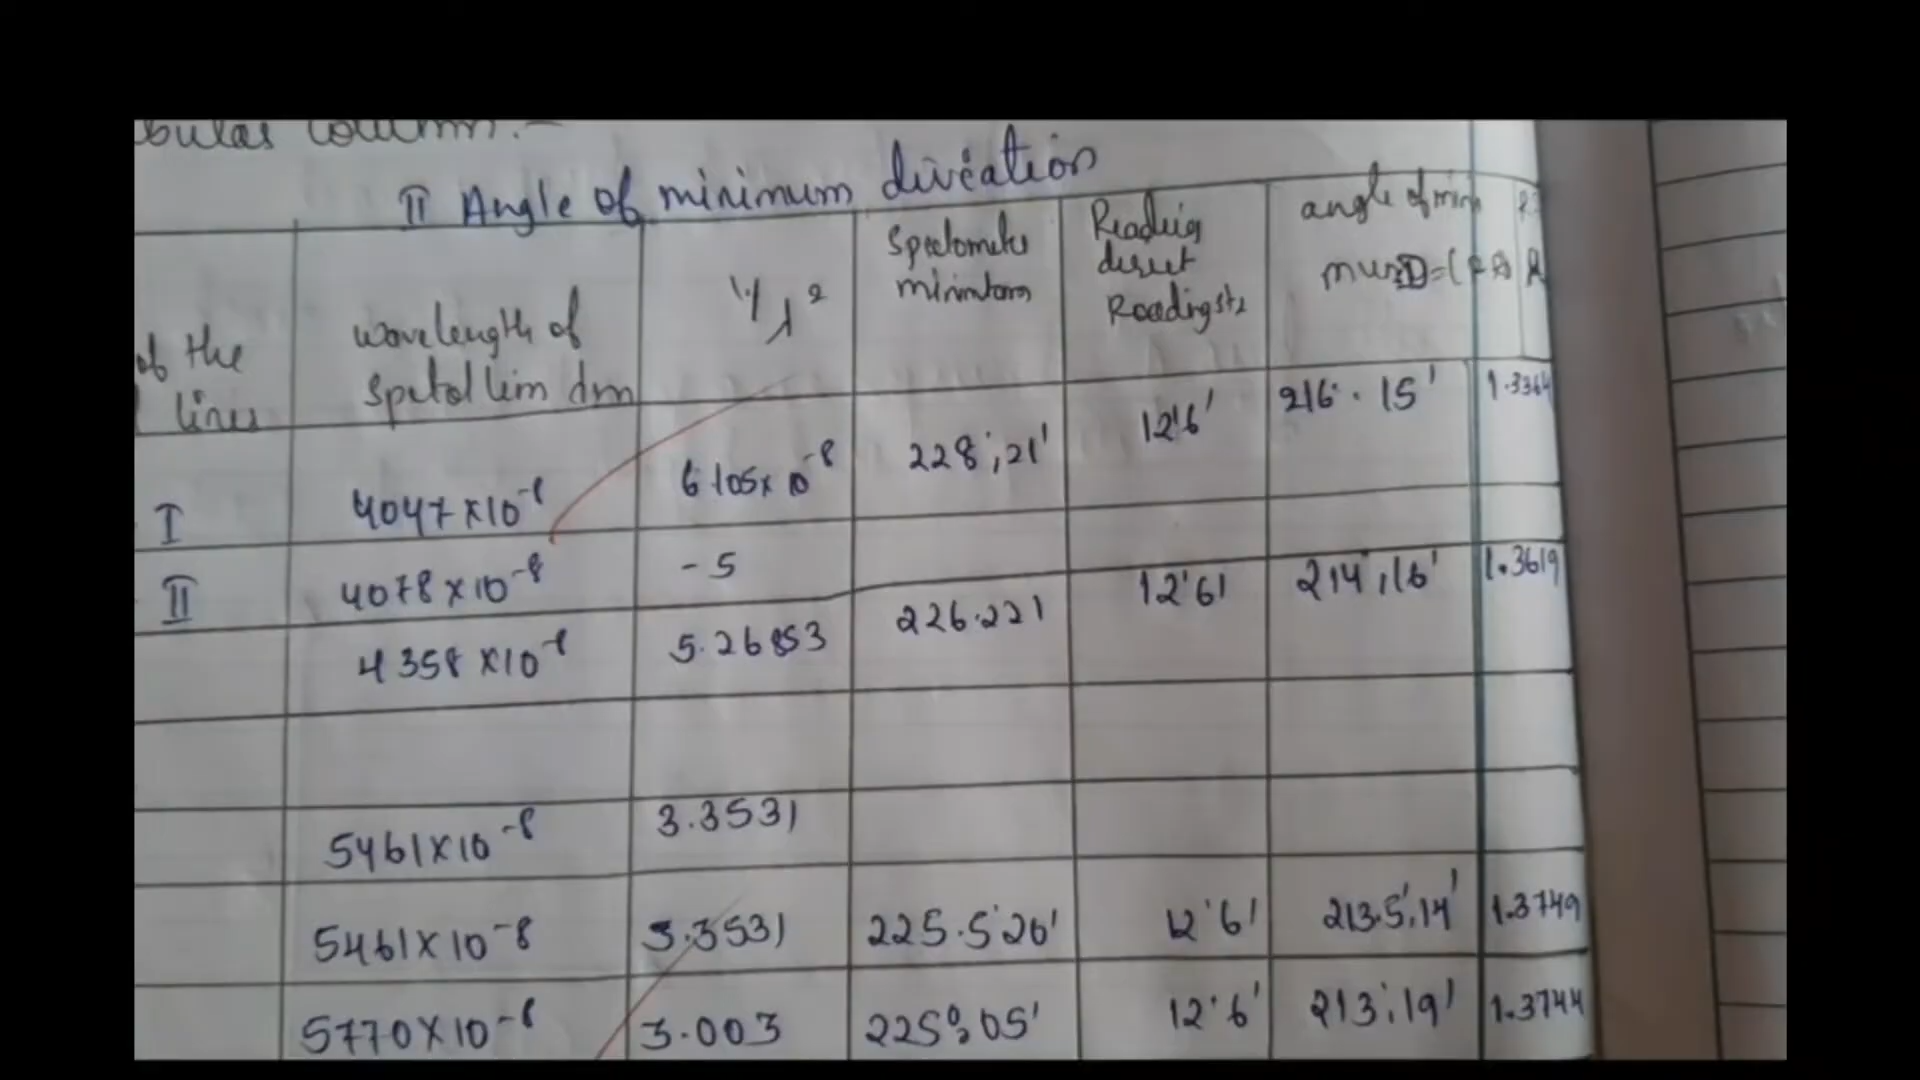 bular column:-
II Angle of minimum diviation
of the
lines
wavelength of
1/λ²
Spectometer
minimum
Reading
direct
angle of min
I 4047×10⁻⁸ 6.105×10⁻⁸ 228°,21' 12°6' 216° . 15' 1.3364
II 4078×10⁻⁸ -5
4358×10⁻⁸ 5.26853 226.221 12°61 214°,16' 1.3619
5461×10⁻⁸ 3.3531
5461×10⁻⁸ 3.3531 225.5°20' 12°6' 213.5',14' 1.3749
5770×10⁻⁸ 3.003 225°,05' 12°6' 213°,19' 1.3744